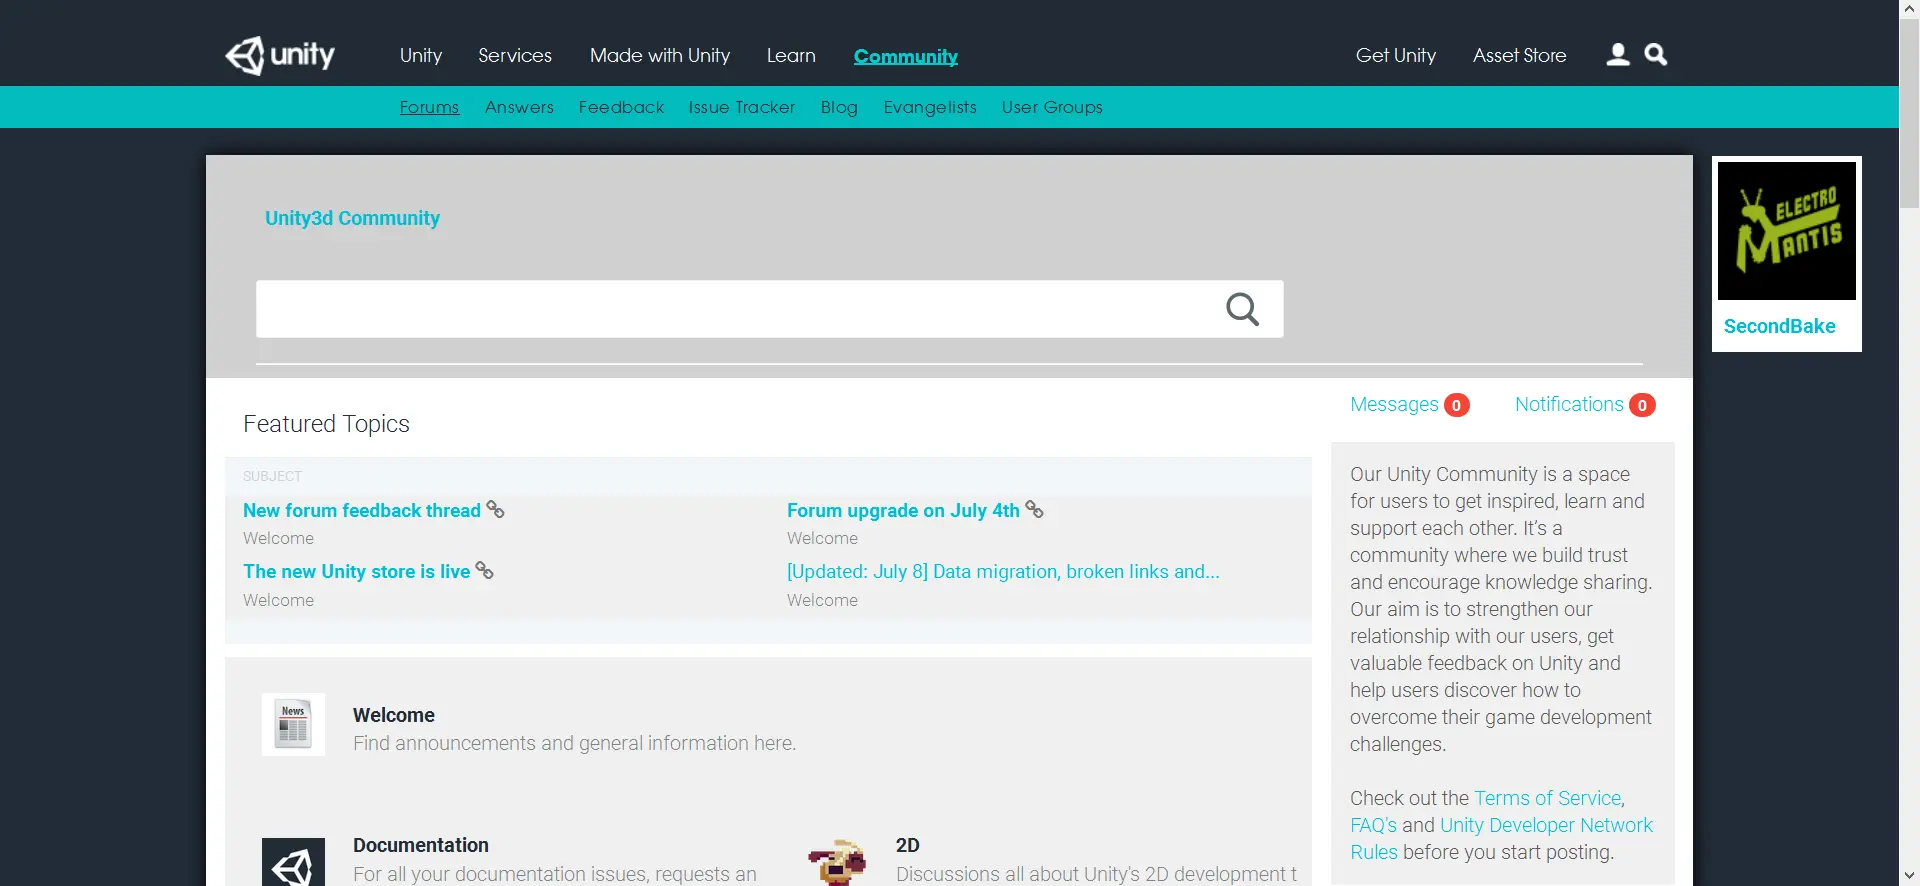 unity
Unity Services Made with Unity Learn Community Get Unity Asset Store
Forums Answers Feedback Issue Tracker Blog Evangelists User Groups
Unity3d Community
ELECTRO
MANTIS
SecondBake
Messages 0 Notifications 0
Featured Topics
SUBJECT
New forum feedback thread
Welcome
Forum upgrade on July 4th
Welcome
The new Unity store is live
Welcome
[Updated: July 8] Data migration, broken links and...
Welcome
News
Welcome
Find announcements and general information here.
Documentation
For all your documentation issues, requests an
2D
Discussions all about Unity's 2D development t
Our Unity Community is a space
for users to get inspired, learn and
support each other. It's a
community where we build trust
and encourage knowledge sharing.
Our aim is to strengthen our
relationship with our users, get
valuable feedback on Unity and
help users discover how to
overcome their game development
challenges.
Check out the Terms of Service,
FAQ's and Unity Developer Network
Rules before you start posting.